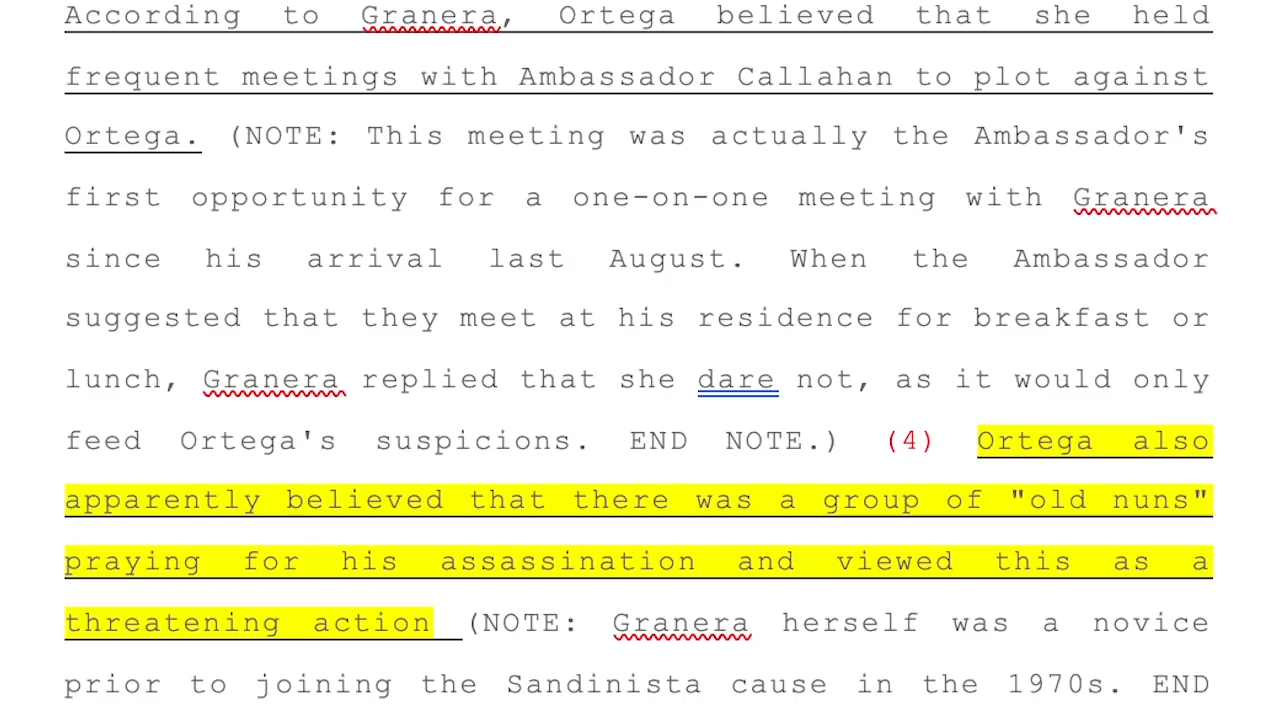 According to Granera, Ortega believed that she held
frequent meetings with Ambassador Callahan to plot against
Ortega. (NOTE: This meeting was actually the Ambassador's
first opportunity for a one-on-one meeting with Granera
since his arrival last August. When the Ambassador
suggested that they meet at his residence for breakfast or
lunch, Granera replied that she dare not, as it would only
feed Ortega's suspicions. END NOTE.) (4) Ortega also
apparently believed that there was a group of "old nuns"
praying for his assassination and viewed this as a
threatening action (NOTE: Granera herself was a novice
prior to joining the Sandinista cause in the 1970s. END